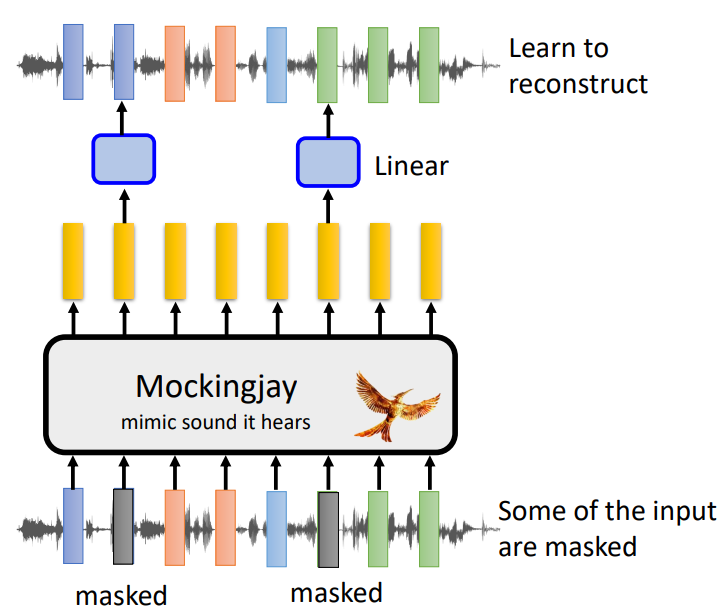 Learn to
reconstruct
Linear
Mockingjay
mimic sound it hears
Some of the input
are masked
masked
masked